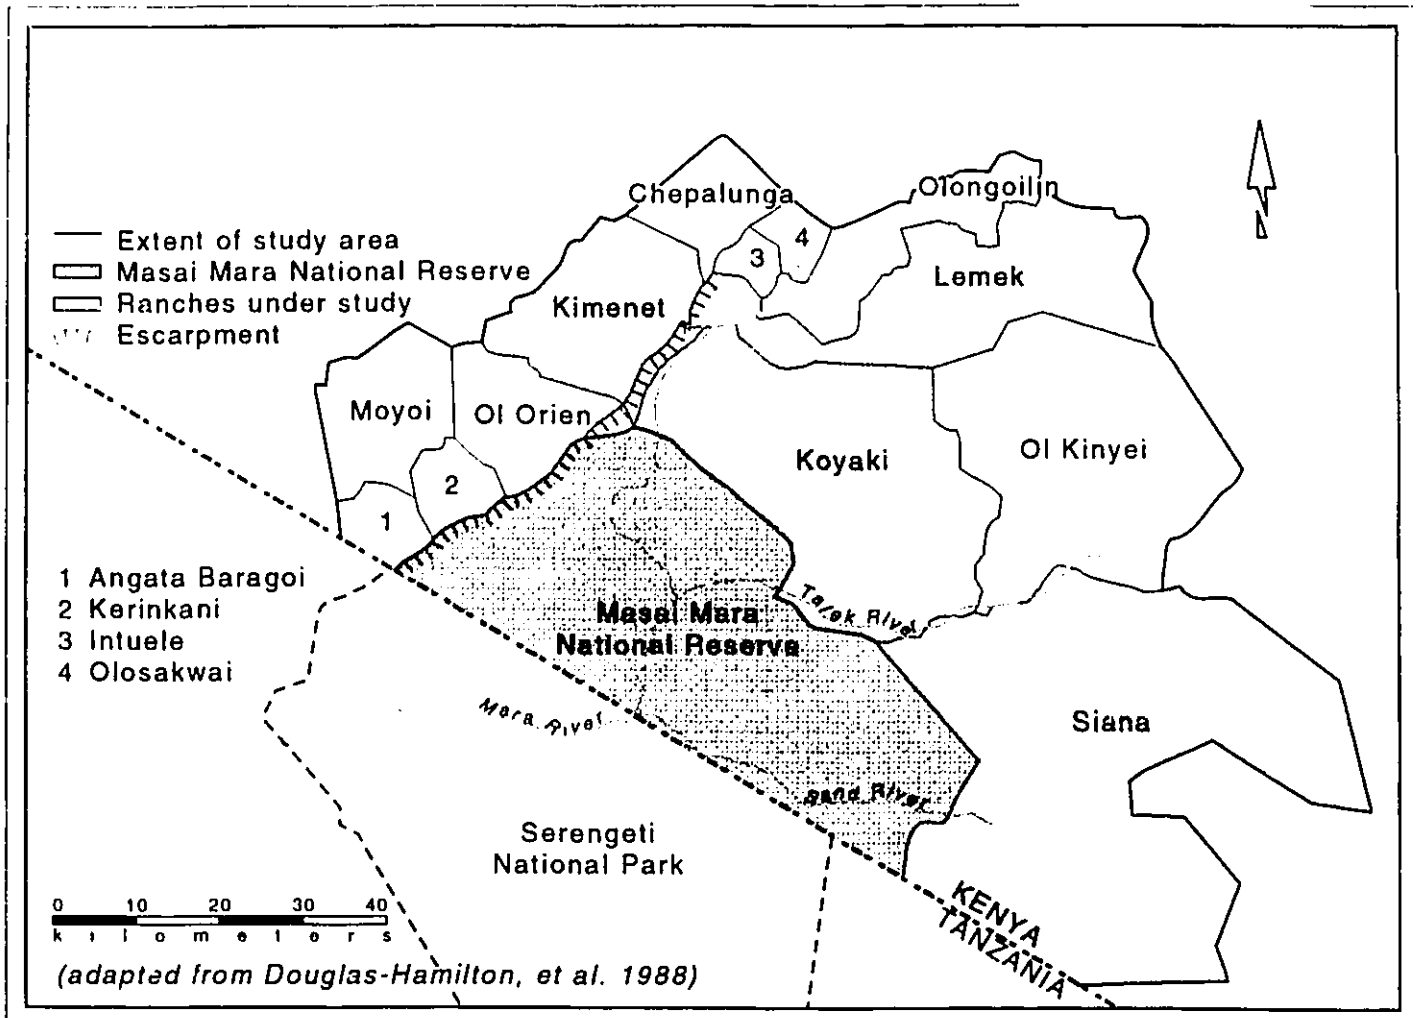 Chepalunga
Olongoilin
4
3
Lemek
Extent of study area
Masai Mara National Reserve
Ranches under study
Escarpment
Kimenet
Moyoi
Ol Orien
Koyaki
Ol Kinyei
2
1
1 Angata Baragoi
2 Kerinkani
3 Intuele
4 Olosakwai
Masai Mara
National Reserve
Talek River
Mara River
Siana
Sand River
Serengeti
National Park
KENYA
TANZANIA
0 10 20 30 40
kilometers
(adapted from Douglas-Hamilton, et al. 1988)
N